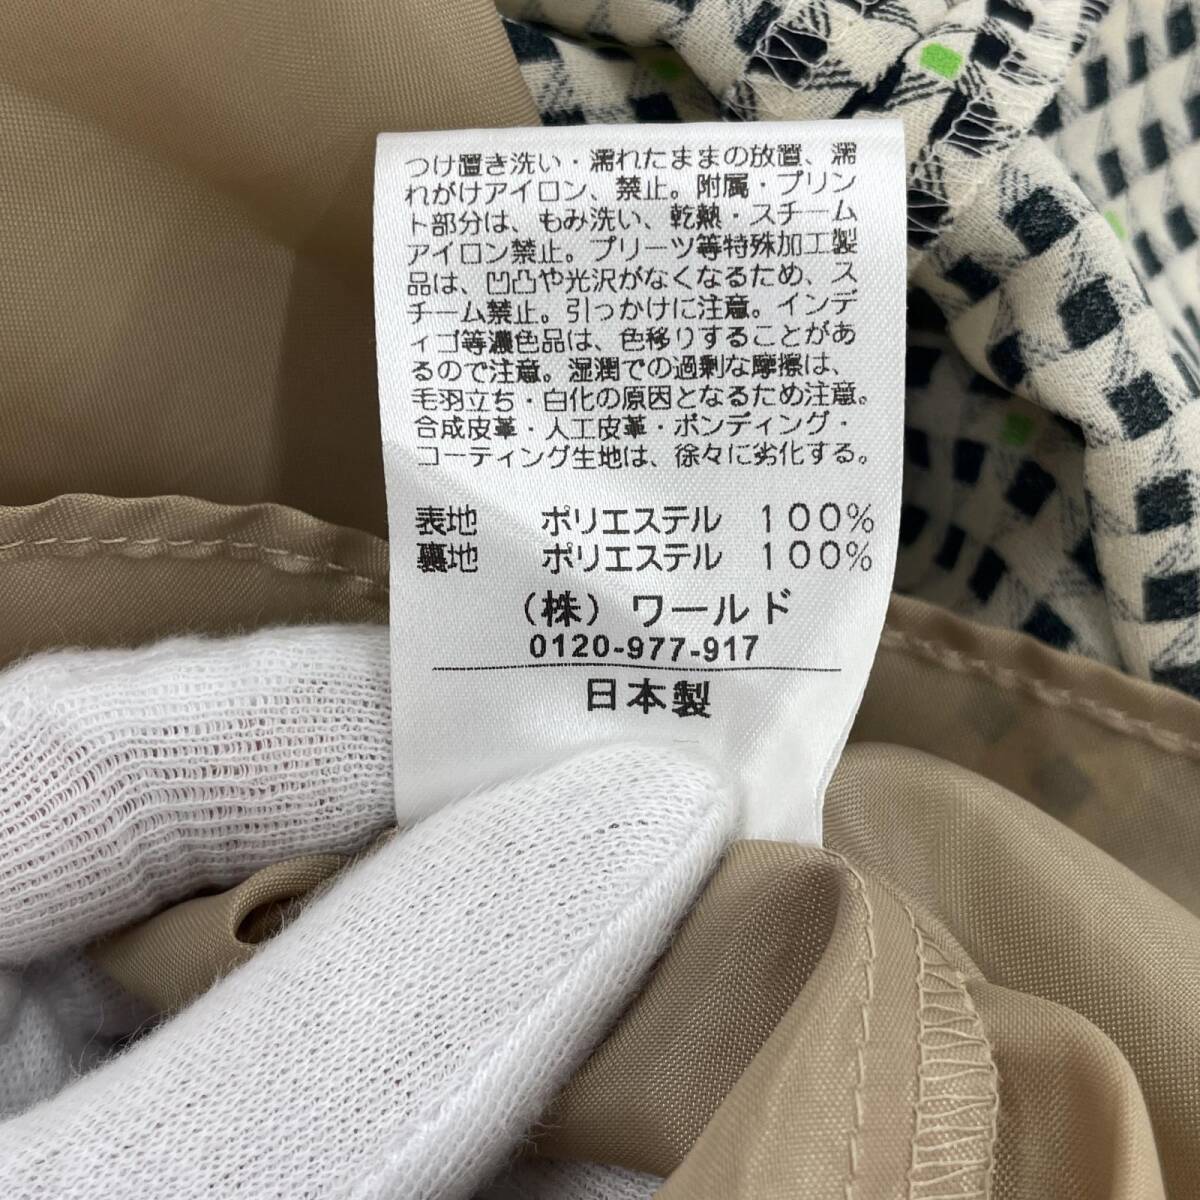 つけ置き洗い・濡れたままの放置、濡
れがけアイロン、禁止。附属・プリン
ト部分は、もみ洗い、乾熱・スチーム
アイロン禁止。プリーツ等特殊加工製
品は、凹凸や光沢がなくなるため、ス
チーム禁止。引っかけに注意。インデ
ィゴ等濃色品は、色移りすることがあ
るので注意。湿潤での過剰な摩擦は、
毛羽立ち・白化の原因となるため注意。
合成皮革・人工皮革・ボンディング・
コーティング生地は、徐々に劣化する。
表地 ポリエステル 100%
裏地 ポリエステル 100%
(株) ワールド
0120-977-917
日本製